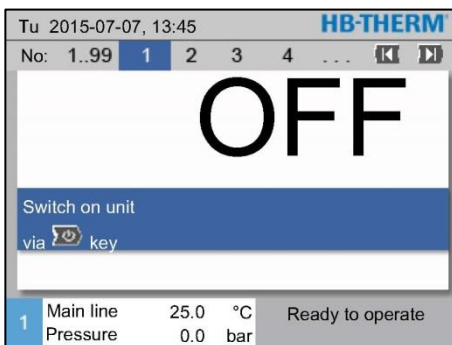 Tu 2015-07-07, 13:45 HB-THERM
No: 1..99 1 2 3 4 ...
OFF
Switch on unit
via key
1 Main line 25.0 °C Ready to operate
Pressure 0.0 bar